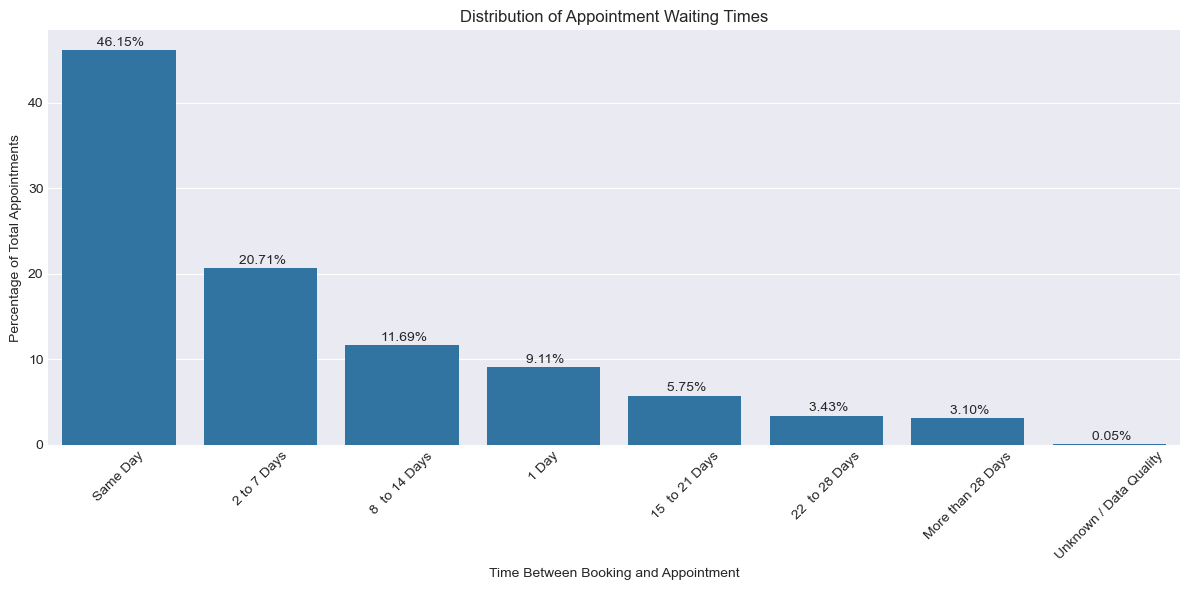 Distribution of Appointment Waiting Times
Percentage of Total Appointments
40
30
20
10
0
46.15%
20.71%
11.69%
9.11%
5.75%
3.43%
3.10%
0.05%
Same Day
2 to 7 Days
8  to 14 Days
1 Day
15  to 21 Days
22  to 28 Days
More than 28 Days
Unknown / Data Quality
Time Between Booking and Appointment